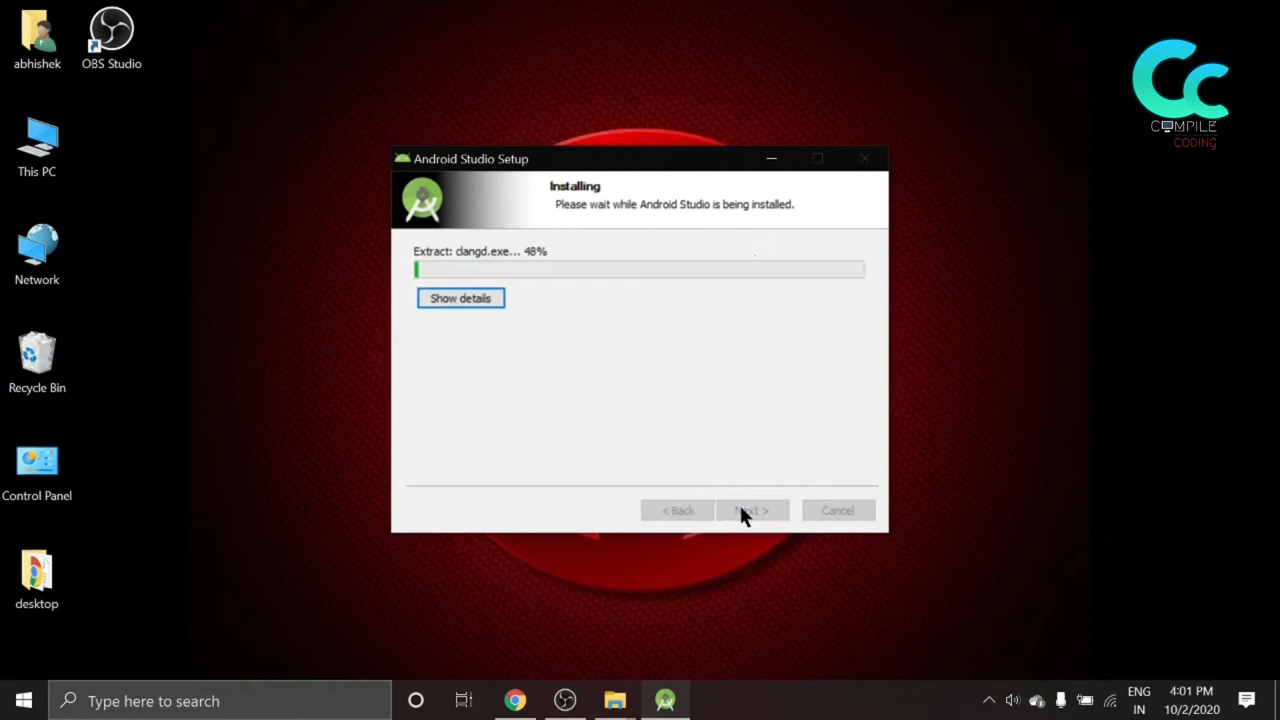 abhishek
OBS Studio
This PC
Network
Recycle Bin
Control Panel
desktop
CC
COMPILE
CODING
Android Studio Setup
Installing
Please wait while Android Studio is being installed.
Extract: clangd.exe... 48%
Show details
< Back
Next >
Cancel
Type here to search
ENG
IN
4:01 PM
10/2/2020